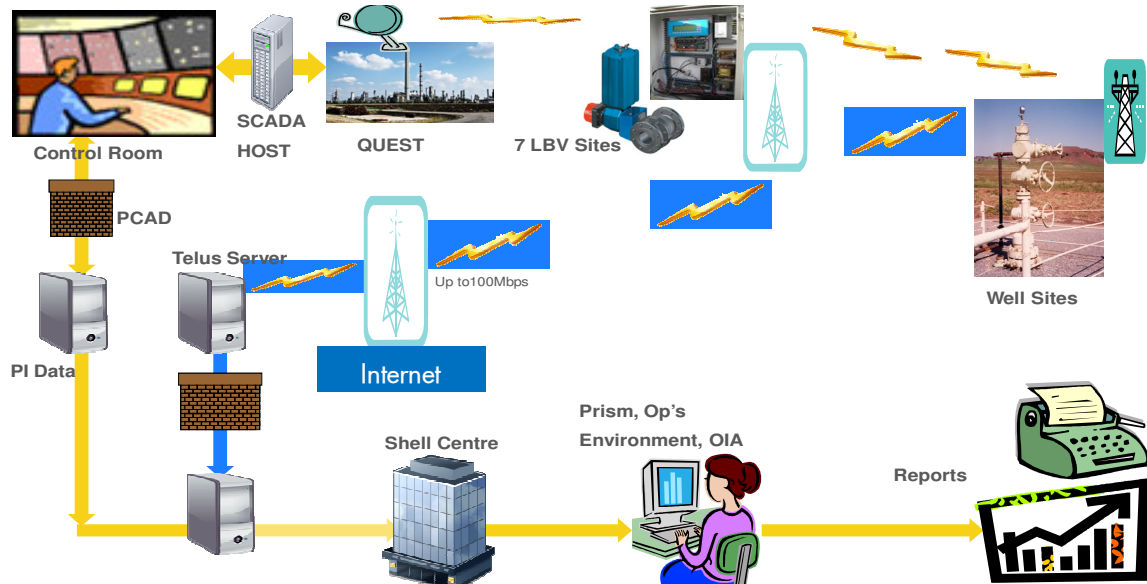 SCADA
HOST
QUEST
7 LBV Sites
Control Room
PCAD
Telus Server
Up to100Mbps
Well Sites
PI Data
Internet
Prism, Op's
Environment, OIA
Shell Centre
Reports